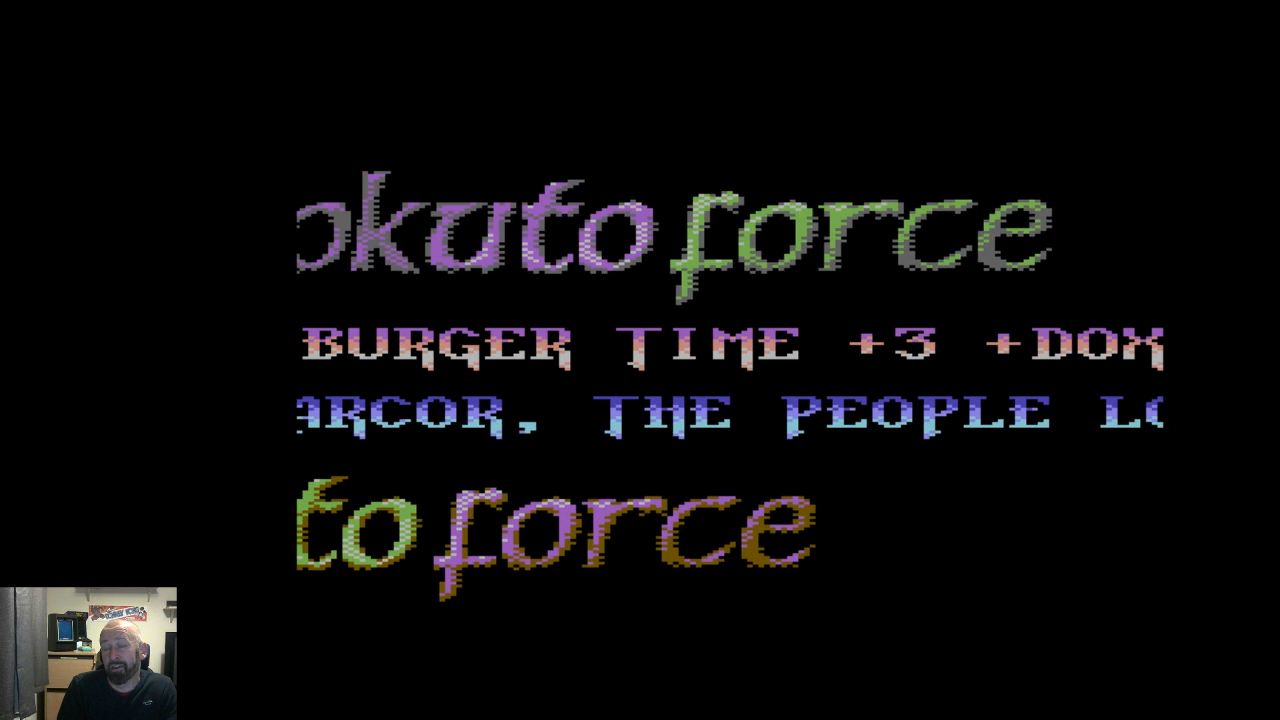 okuto force
BURGER TIME +3 +DOX
ARCOR, THE PEOPLE LO
to force